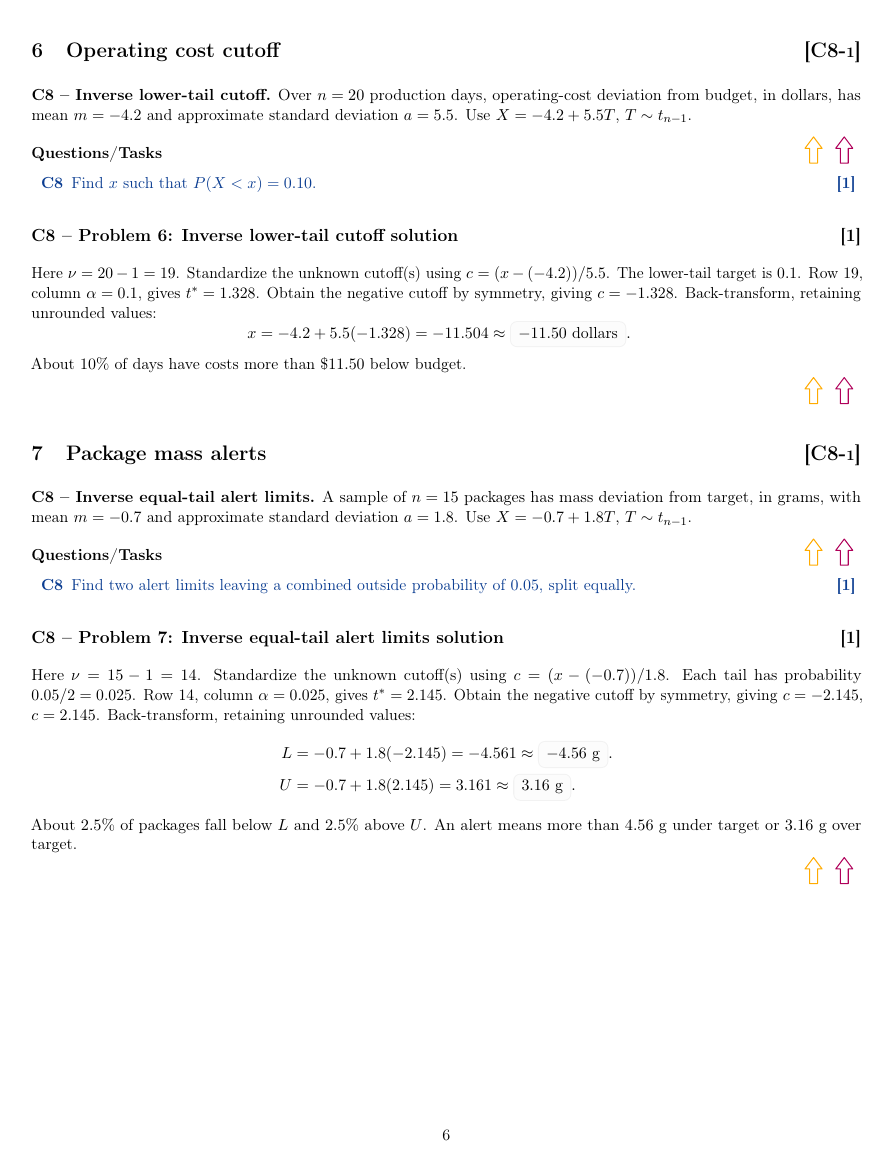 6 Operating cost cutoff [C8-1]
C8 – Inverse lower-tail cutoff. Over n = 20 production days, operating-cost deviation from budget, in dollars, has
mean m = −4.2 and approximate standard deviation a = 5.5. Use X = −4.2 + 5.5T, T ∼ tₙ₋₁.
Questions/Tasks
C8 Find x such that P(X < x) = 0.10. [1]
C8 – Problem 6: Inverse lower-tail cutoff solution [1]
Here ν = 20 − 1 = 19. Standardize the unknown cutoff(s) using c = (x − (−4.2))/5.5. The lower-tail target is 0.1. Row 19,
column α = 0.1, gives t* = 1.328. Obtain the negative cutoff by symmetry, giving c = −1.328. Back-transform, retaining
unrounded values:
x = −4.2 + 5.5(−1.328) = −11.504 ≈ −11.50 dollars .
About 10% of days have costs more than $11.50 below budget.
7 Package mass alerts [C8-1]
C8 – Inverse equal-tail alert limits. A sample of n = 15 packages has mass deviation from target, in grams, with
mean m = −0.7 and approximate standard deviation a = 1.8. Use X = −0.7 + 1.8T, T ∼ tₙ₋₁.
Questions/Tasks
C8 Find two alert limits leaving a combined outside probability of 0.05, split equally. [1]
C8 – Problem 7: Inverse equal-tail alert limits solution [1]
Here ν = 15 − 1 = 14. Standardize the unknown cutoff(s) using c = (x − (−0.7))/1.8. Each tail has probability
0.05/2 = 0.025. Row 14, column α = 0.025, gives t* = 2.145. Obtain the negative cutoff by symmetry, giving c = −2.145,
c = 2.145. Back-transform, retaining unrounded values:
L = −0.7 + 1.8(−2.145) = −4.561 ≈ −4.56 g .
U = −0.7 + 1.8(2.145) = 3.161 ≈ 3.16 g .
About 2.5% of packages fall below L and 2.5% above U. An alert means more than 4.56 g under target or 3.16 g over
target.
6